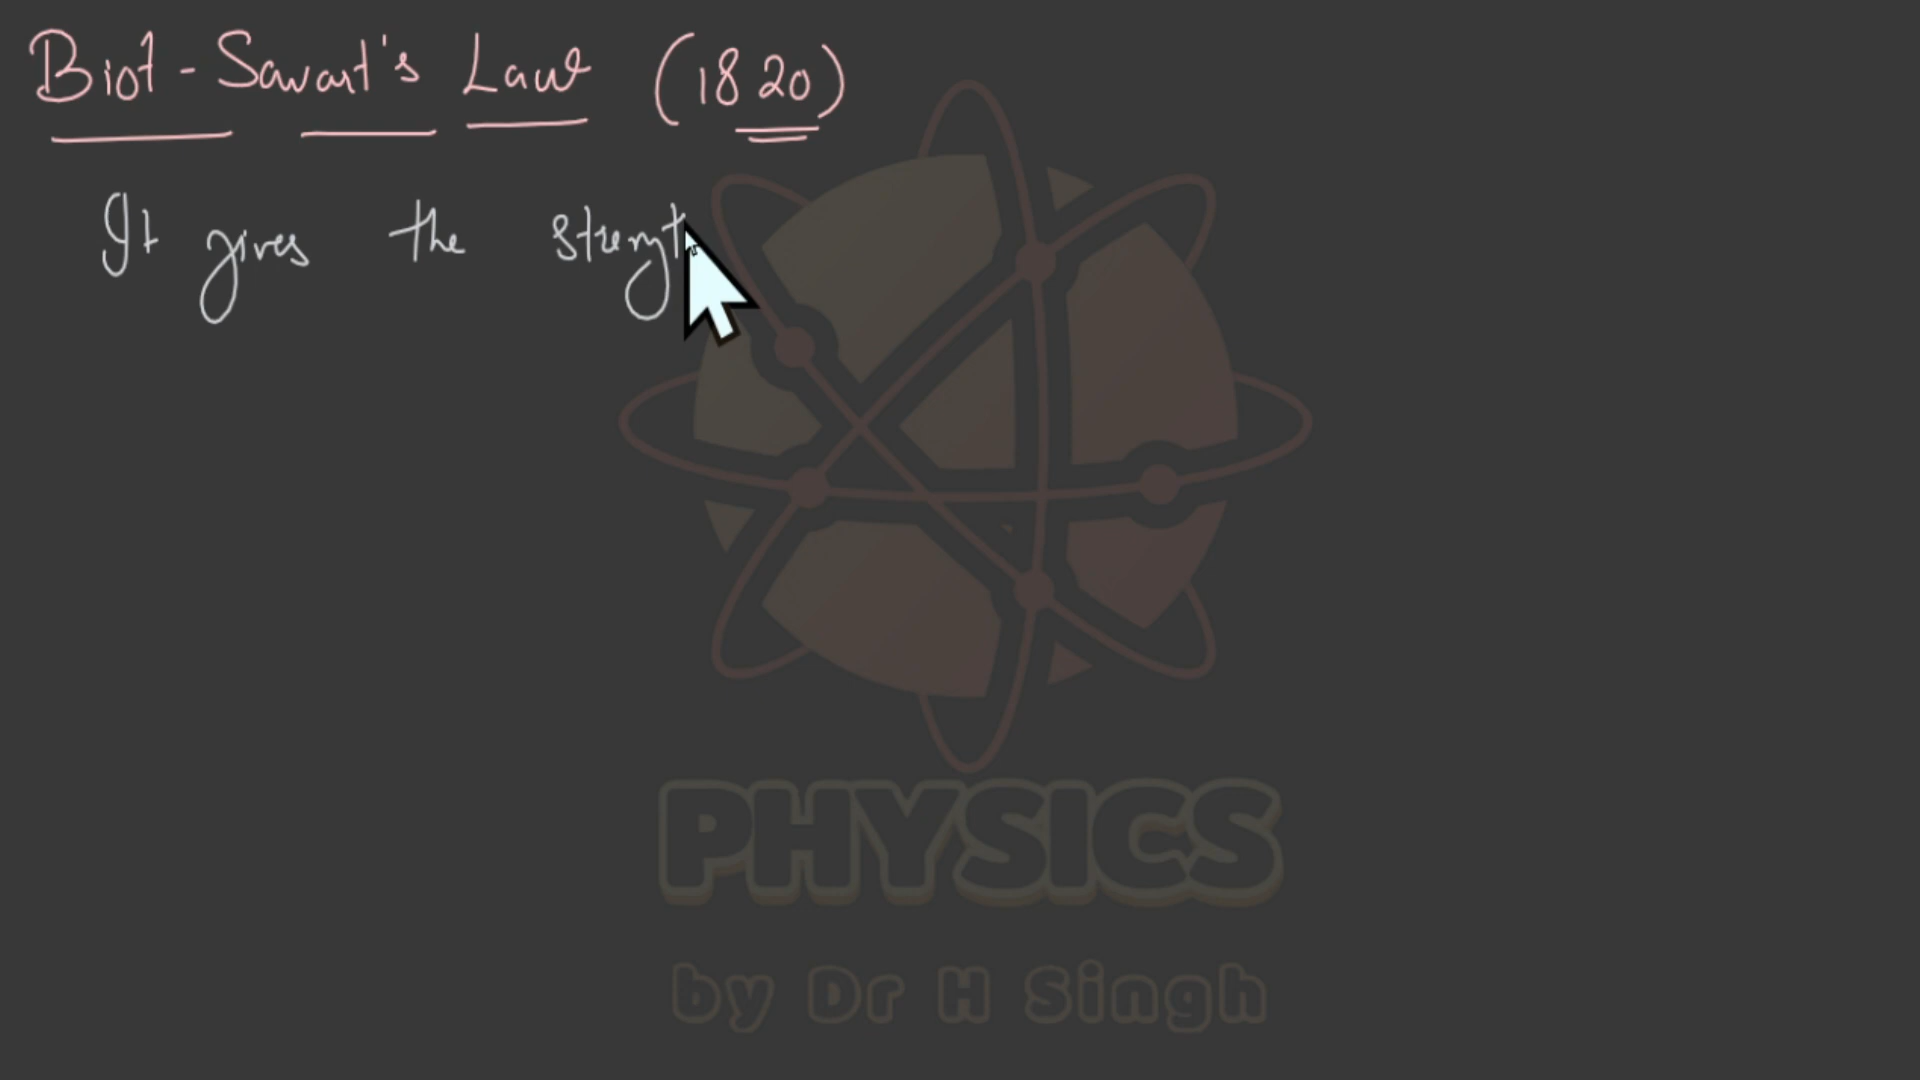 Biot-Savart's Law (1820)
It gives the strengt
PHYSICS
by Dr H Singh